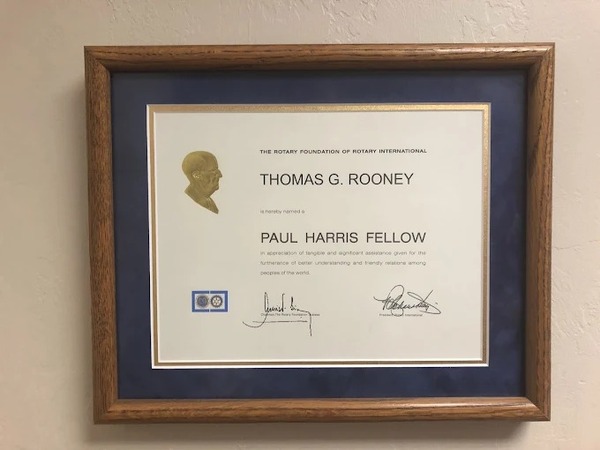 THE ROTARY FOUNDATION OF ROTARY INTERNATIONAL
THOMAS G. ROONEY
is hereby named a
PAUL HARRIS FELLOW
in appreciation of tangible and significant assistance given for the
furtherance of better understanding and friendly relations among
peoples of the world.